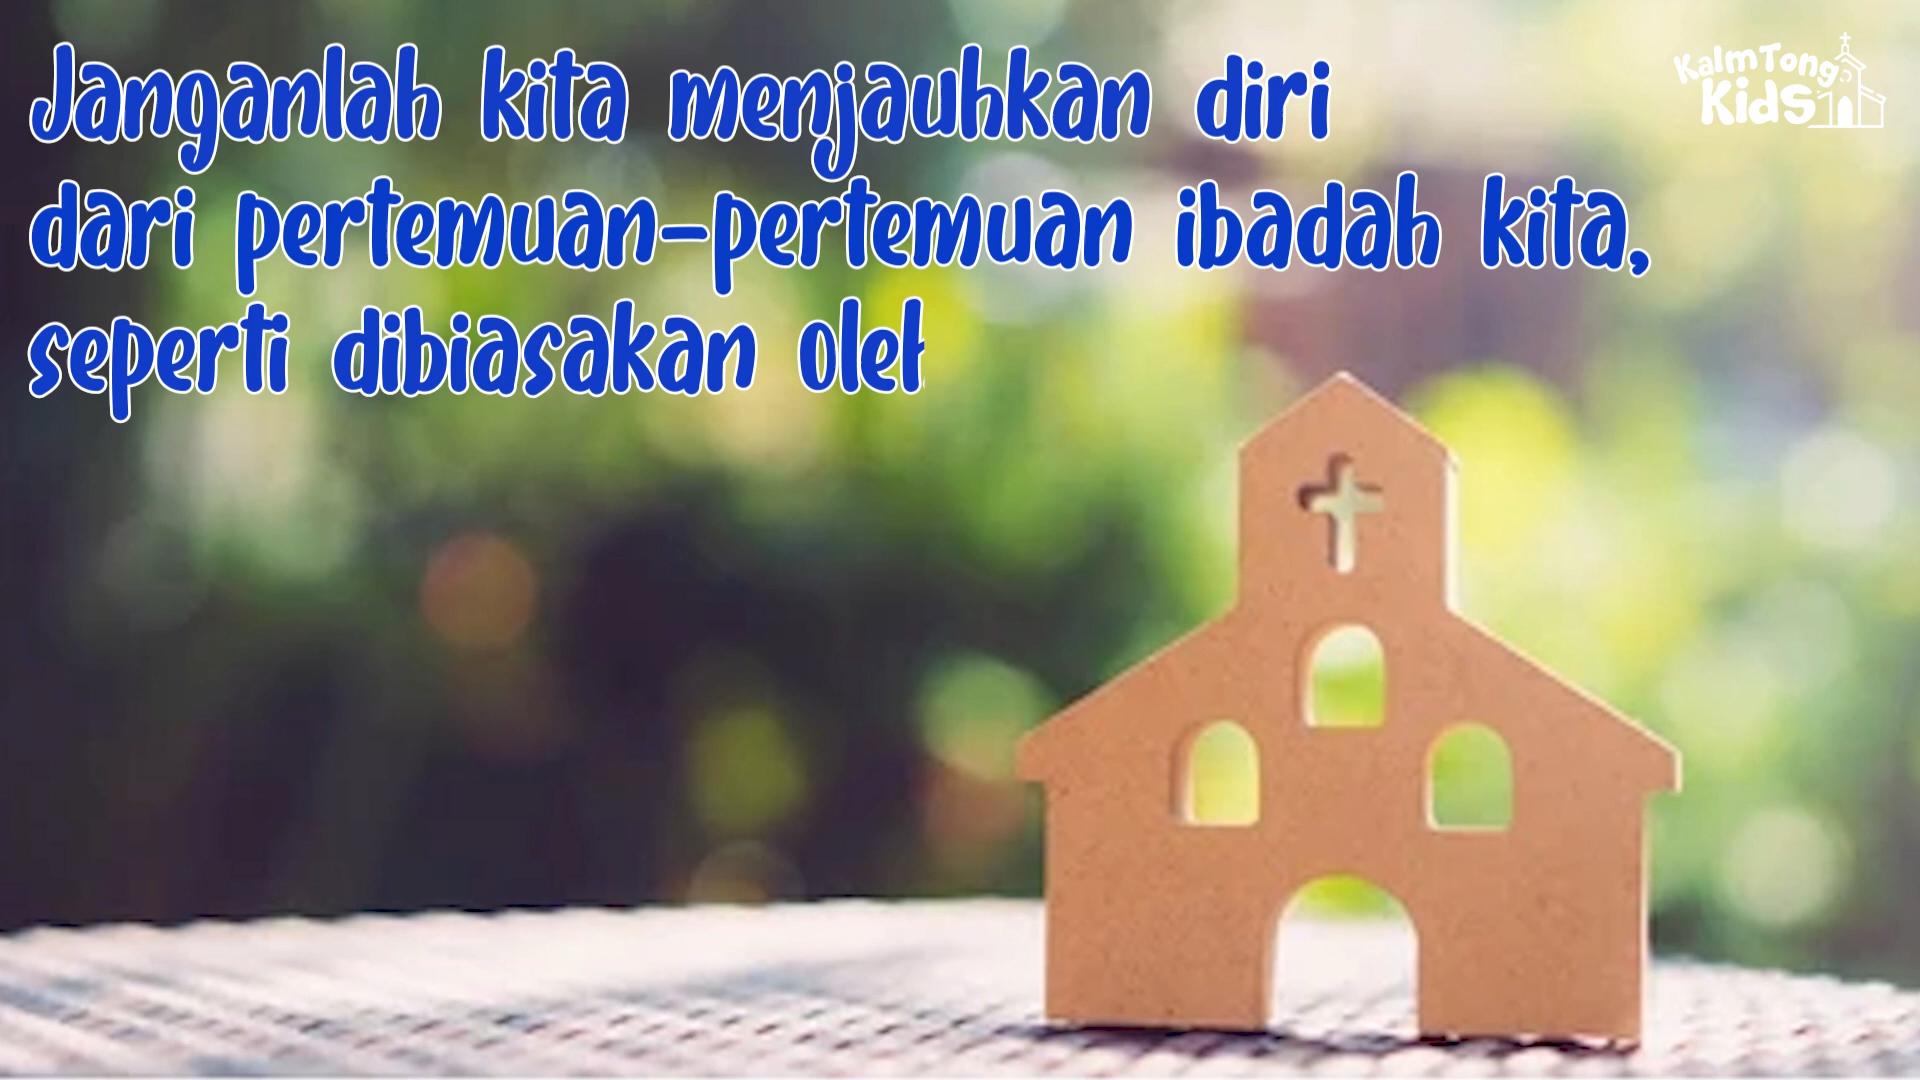 Janganlah kita menjauhkan diri
dari pertemuan-pertemuan ibadah kita,
seperti dibiasakan
KalmTong
Kids